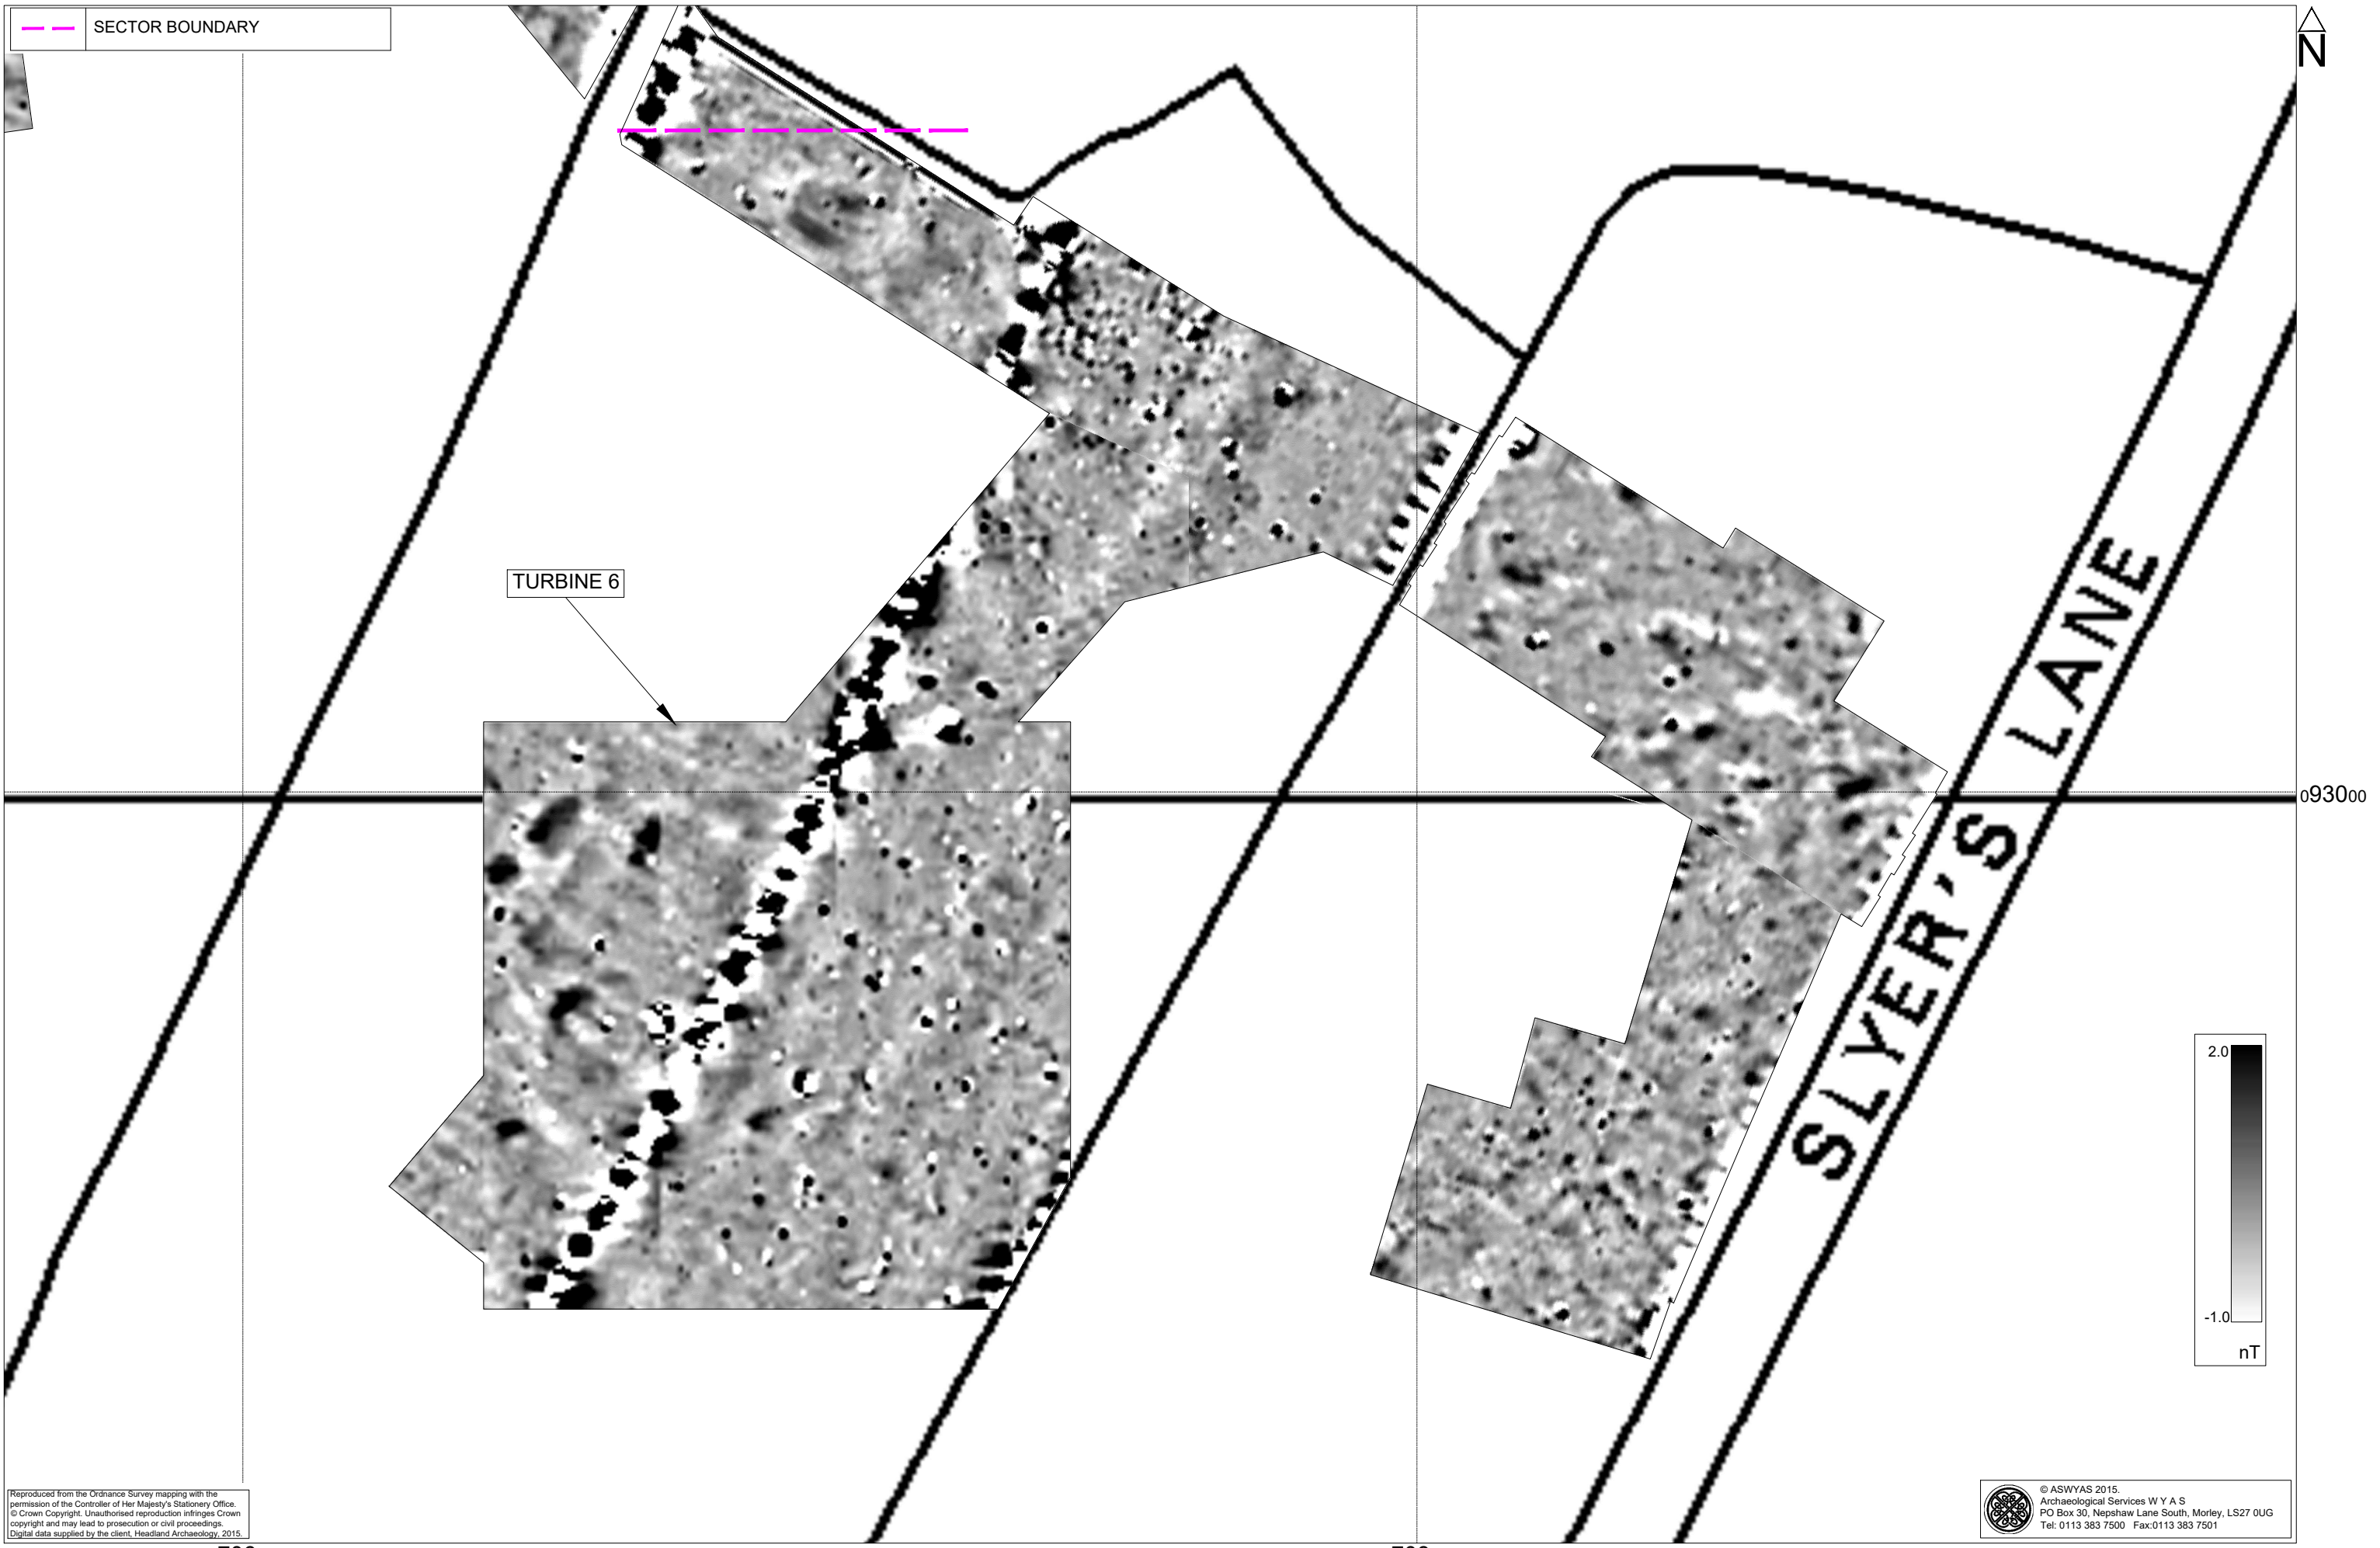 SECTOR BOUNDARY
N
TURBINE 6
SLYER'S LANE
093000
2.0
-1.0
nT
Reproduced from the Ordnance Survey mapping with the
permission of the Controller of Her Majesty's Stationery Office.
© Crown Copyright. Unauthorised reproduction infringes Crown
copyright and may lead to prosecution or civil proceedings.
Digital data supplied by the client, Headland Archaeology, 2015.
© ASWYAS 2015.
Archaeological Services W Y A S
PO Box 30, Nepshaw Lane South, Morley, LS27 0UG
Tel: 0113 383 7500 Fax:0113 383 7501